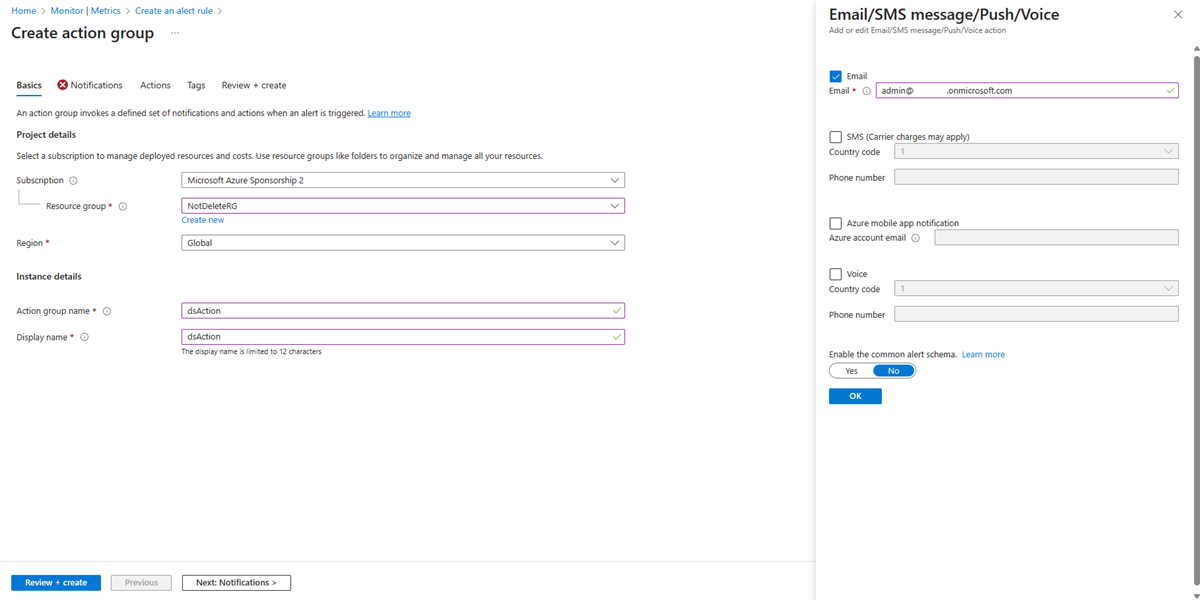 Home > Monitor | Metrics > Create an alert rule >
Create action group ...
Basics Notifications Actions Tags Review + create
An action group invokes a defined set of notifications and actions when an alert is triggered. Learn more
Project details
Select a subscription to manage deployed resources and costs. Use resource groups like folders to organize and manage all your resources.
Subscription Microsoft Azure Sponsorship 2
Resource group * NotDeleteRG
Create new
Region * Global
Instance details
Action group name * dsAction
Display name * dsAction
The display name is limited to 12 characters
Review + create Previous Next: Notifications >
Email/SMS message/Push/Voice
Add or edit Email/SMS message/Push/Voice action
Email
Email * admin@ .onmicrosoft.com
SMS (Carrier charges may apply)
Country code 1
Phone number
Azure mobile app notification
Azure account email
Voice
Country code 1
Phone number
Enable the common alert schema. Learn more
Yes No
OK